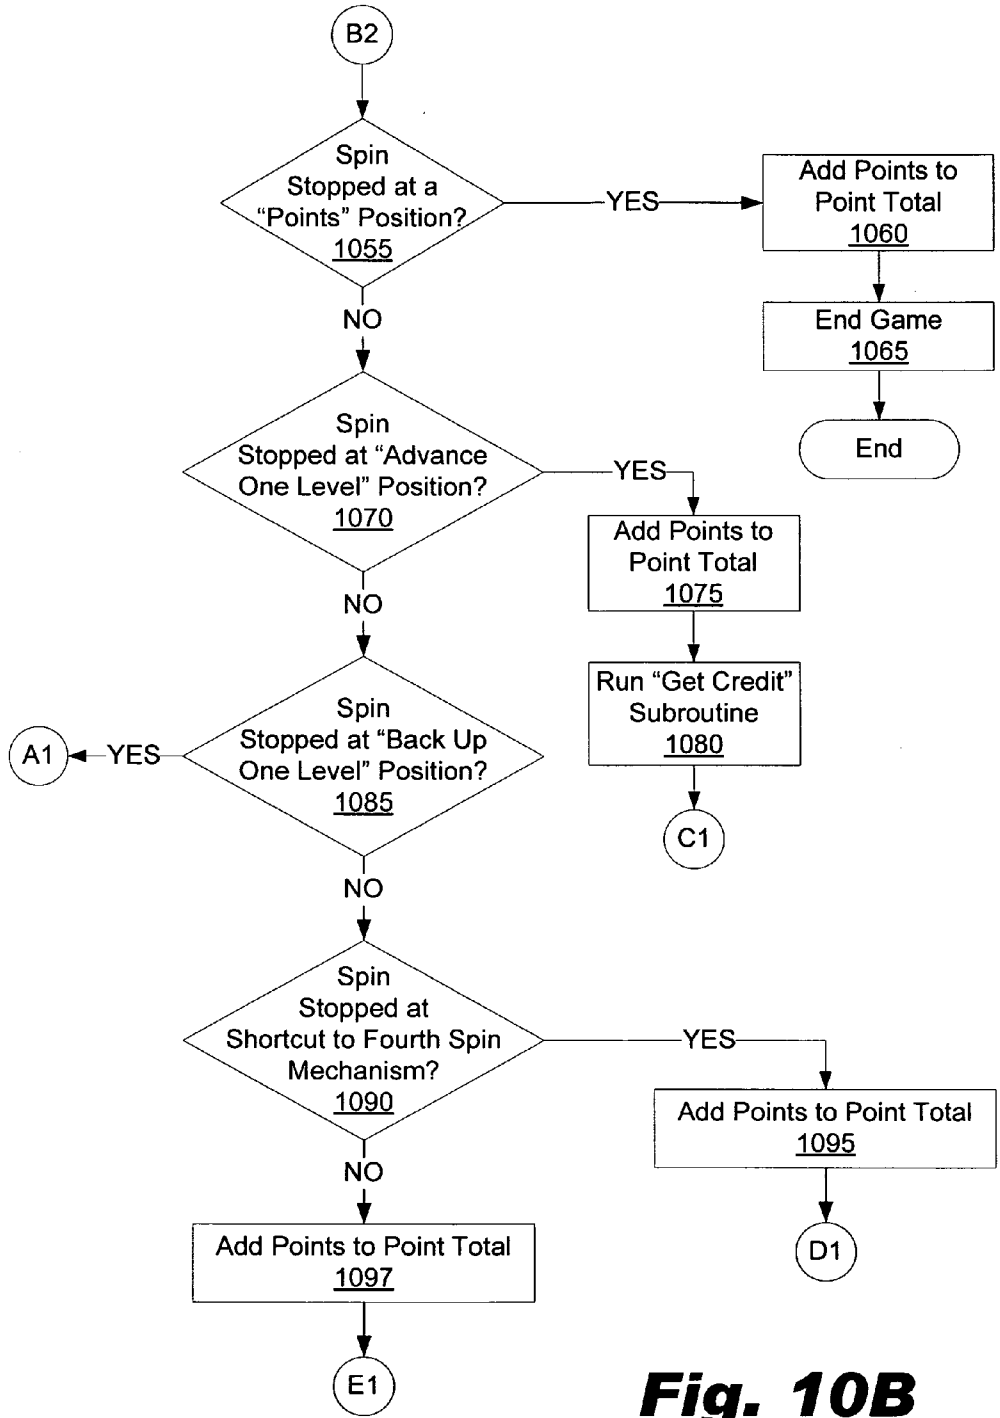 B2
Spin
Stopped at a
“Points” Position?
1055
YES
Add Points to
Point Total
1060
NO
End Game
1065
End
Spin
Stopped at “Advance
One Level” Position?
1070
YES
Add Points to
Point Total
1075
NO
Run “Get Credit”
Subroutine
1080
C1
Spin
Stopped at “Back Up
One Level” Position?
1085
YES
A1
NO
Spin
Stopped at
Shortcut to Fourth Spin
Mechanism?
1090
YES
Add Points to Point Total
1095
D1
NO
Add Points to Point Total
1097
E1
Fig. 10B